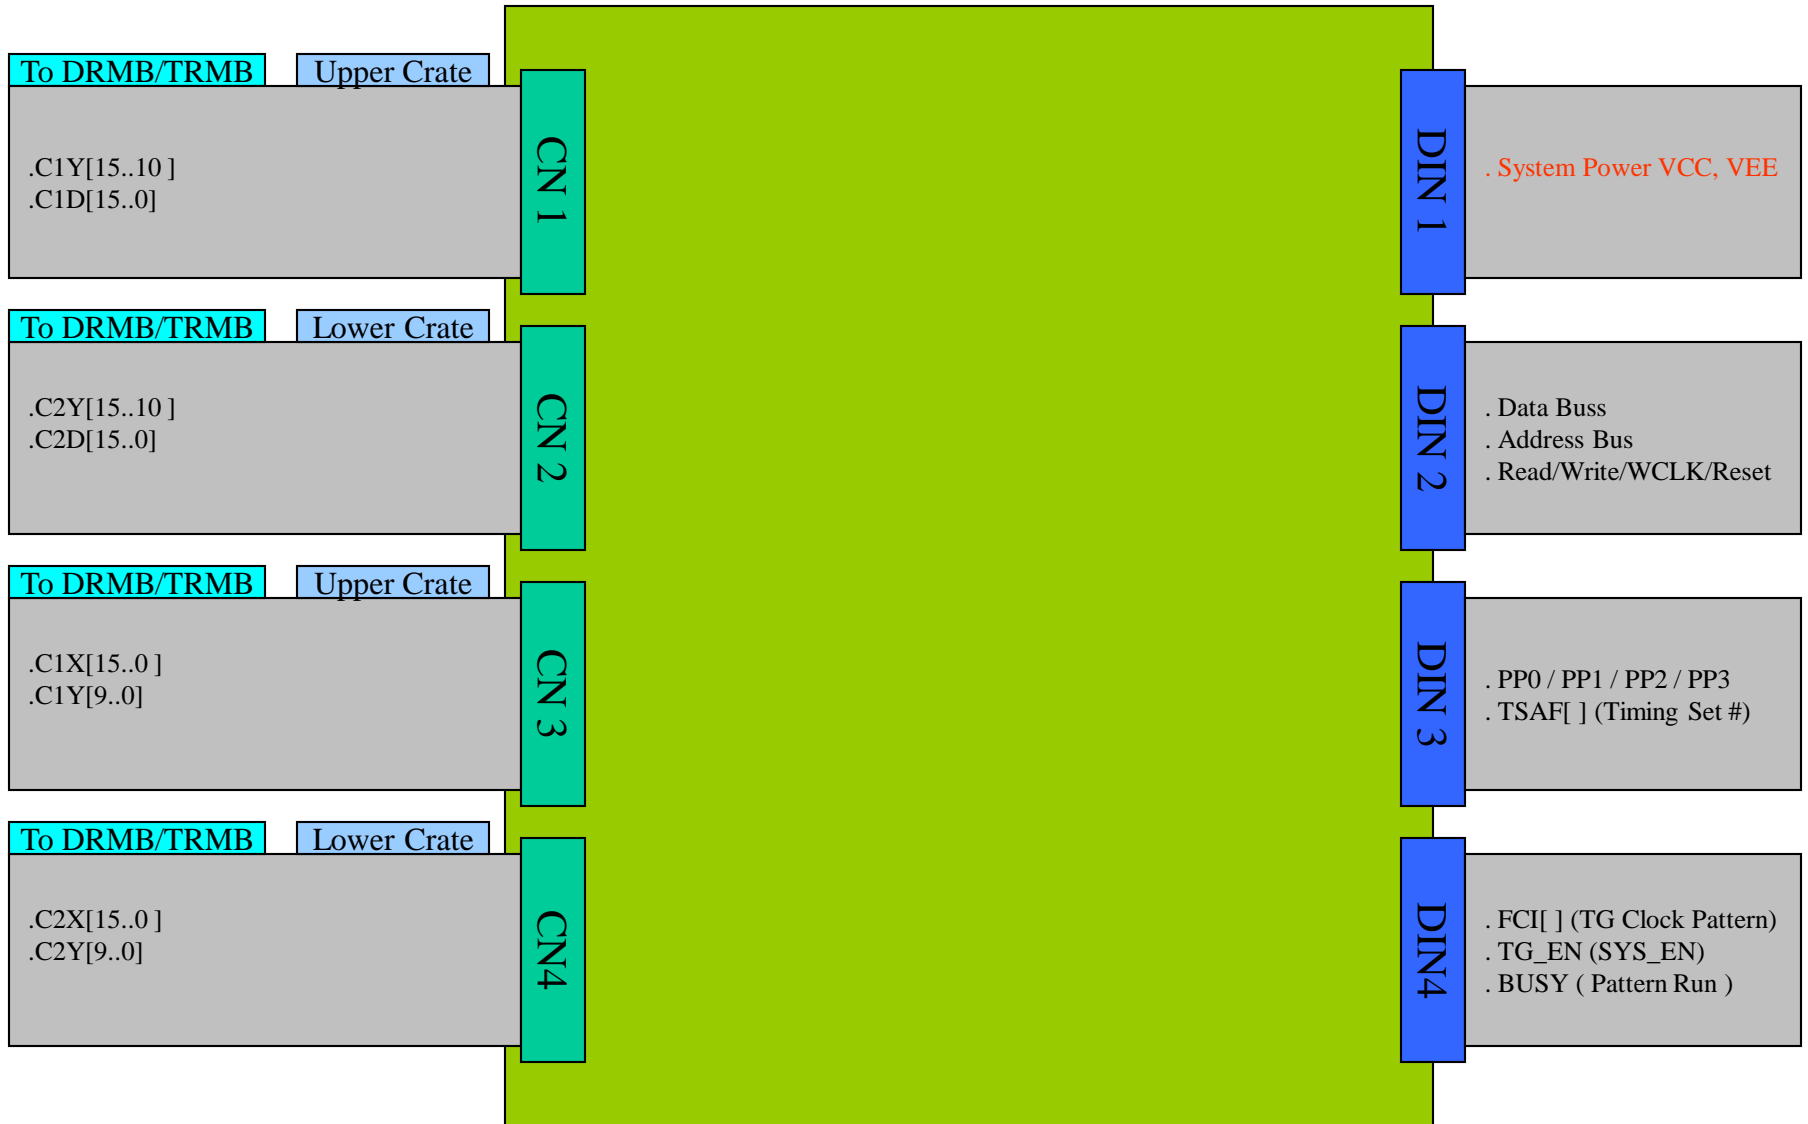 To DRMB/TRMB
Upper Crate
.C1Y[15..10 ]
.C1D[15..0]
CN 1
DIN 1
. System Power VCC, VEE
To DRMB/TRMB
Lower Crate
.C2Y[15..10 ]
.C2D[15..0]
CN 2
DIN 2
. Data Buss
. Address Bus
. Read/Write/WCLK/Reset
To DRMB/TRMB
Upper Crate
.C1X[15..0 ]
.C1Y[9..0]
CN 3
DIN 3
. PP0 / PP1 / PP2 / PP3
. TSAF[ ] (Timing Set #)
To DRMB/TRMB
Lower Crate
.C2X[15..0 ]
.C2Y[9..0]
CN4
DIN4
. FCI[ ] (TG Clock Pattern)
. TG_EN (SYS_EN)
. BUSY ( Pattern Run )